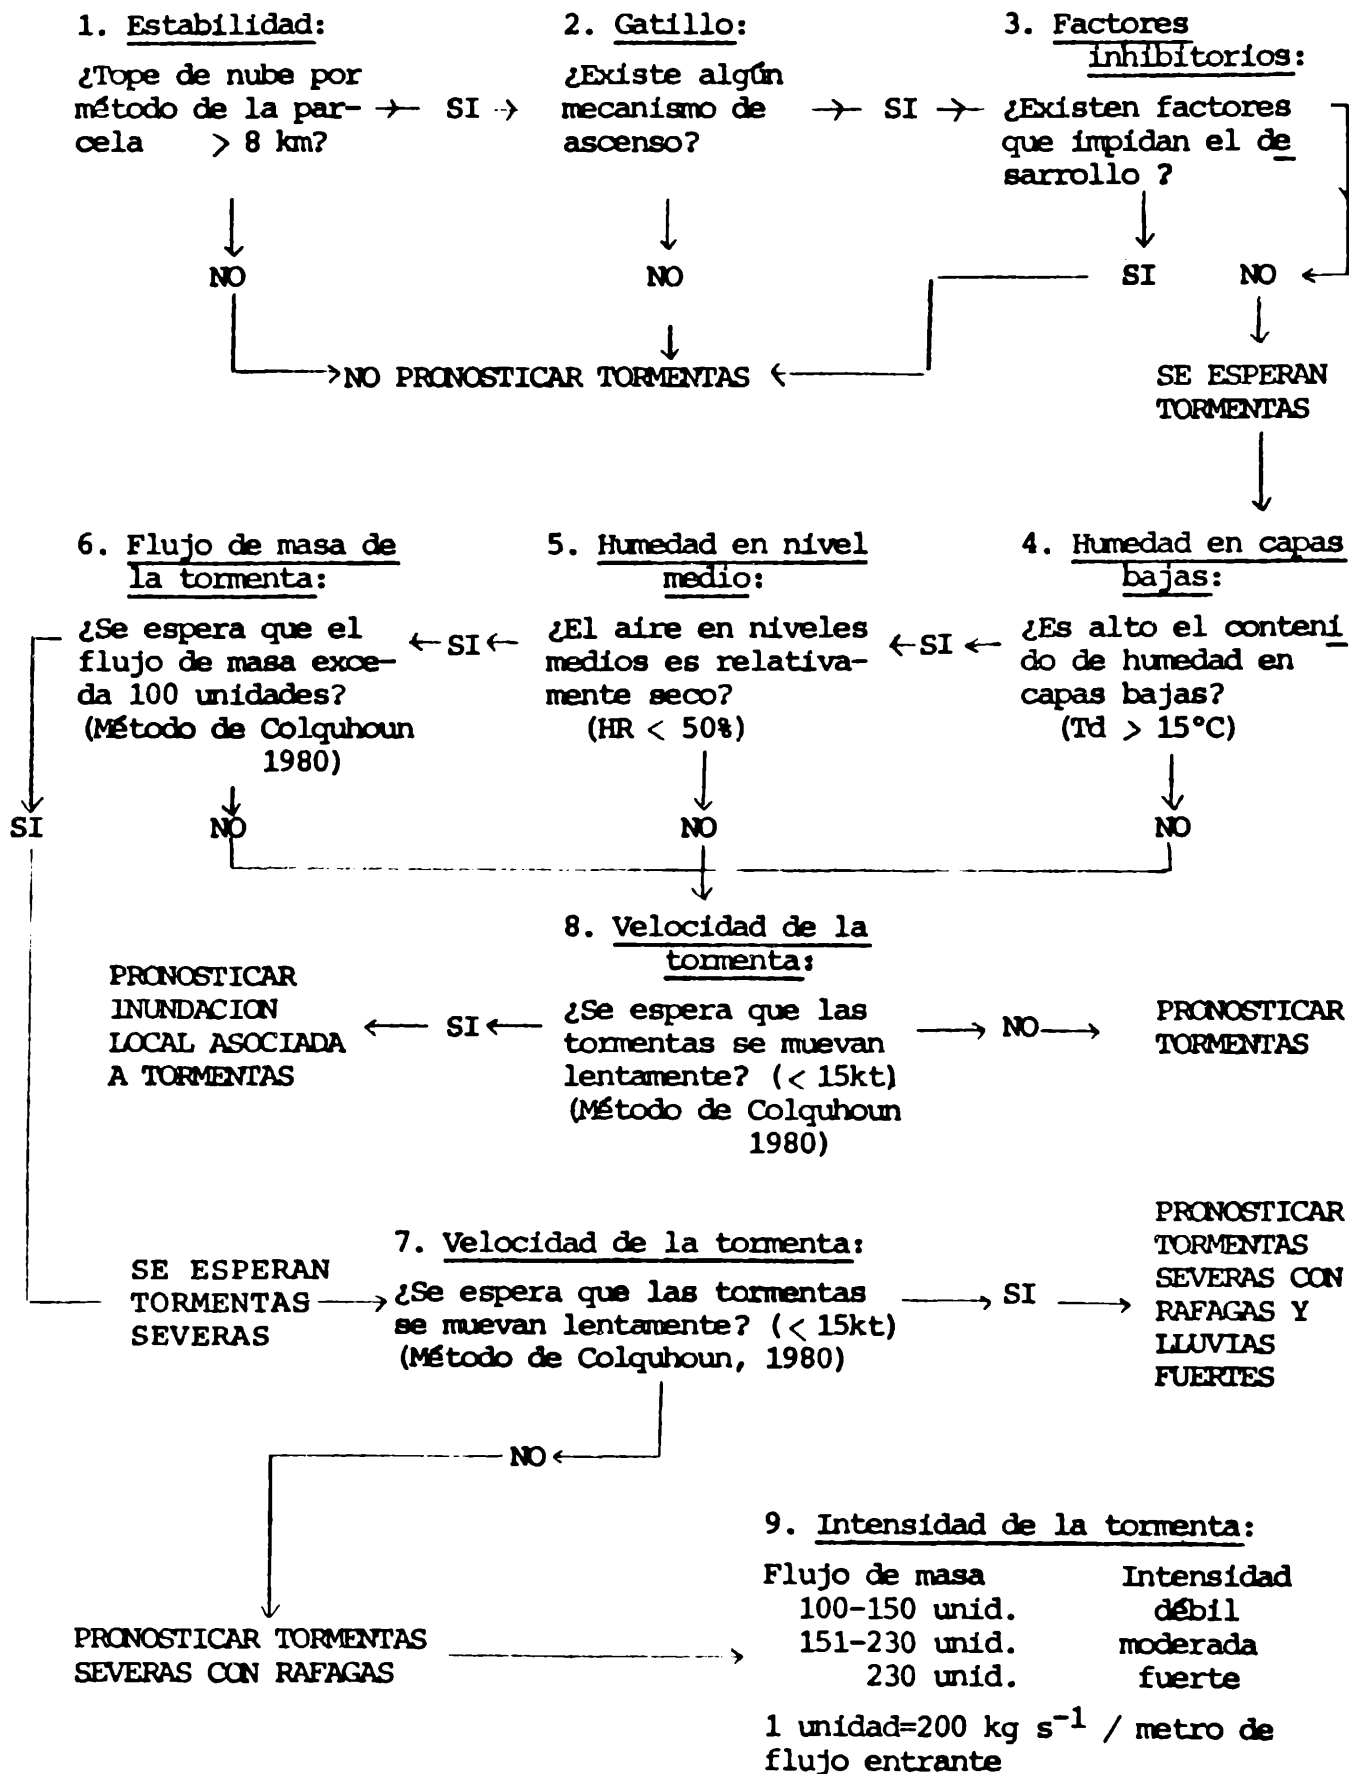 1. Estabilidad:
¿Tope de nube por
método de la par-
cela > 8 km?
SI
NO
2. Gatillo:
¿Existe algún
mecanismo de
ascenso?
SI
NO
3. Factores
inhibitorios:
¿Existen factores
que impidan el de
sarrollo ?
SI
NO
NO PRONOSTICAR TORMENTAS
SE ESPERAN
TORMENTAS
4. Humedad en capas
bajas:
¿Es alto el conteni
do de humedad en
capas bajas?
(Td > 15°C)
SI
NO
5. Humedad en nivel
medio:
¿El aire en niveles
medios es relativa-
mente seco?
(HR < 50%)
SI
NO
6. Flujo de masa de
la tormenta:
¿Se espera que el
flujo de masa exce-
da 100 unidades?
(Método de Colquhoun
1980)
SI
NO
8. Velocidad de la
tormenta:
¿Se espera que las
tormentas se muevan
lentamente? (< 15kt)
(Método de Colquhoun
1980)
SI
PRONOSTICAR
INUNDACION
LOCAL ASOCIADA
A TORMENTAS
NO
PRONOSTICAR
TORMENTAS
SE ESPERAN
TORMENTAS
SEVERAS
7. Velocidad de la tormenta:
¿Se espera que las tormentas
se muevan lentamente? (< 15kt)
(Método de Colquhoun, 1980)
SI
PRONOSTICAR
TORMENTAS
SEVERAS CON
RAFAGAS Y
LLUVIAS
FUERTES
NO
PRONOSTICAR TORMENTAS
SEVERAS CON RAFAGAS
9. Intensidad de la tormenta:
Flujo de masa Intensidad
100-150 unid. débil
151-230 unid. moderada
230 unid. fuerte
1 unidad=200 kg s⁻¹ / metro de
flujo entrante